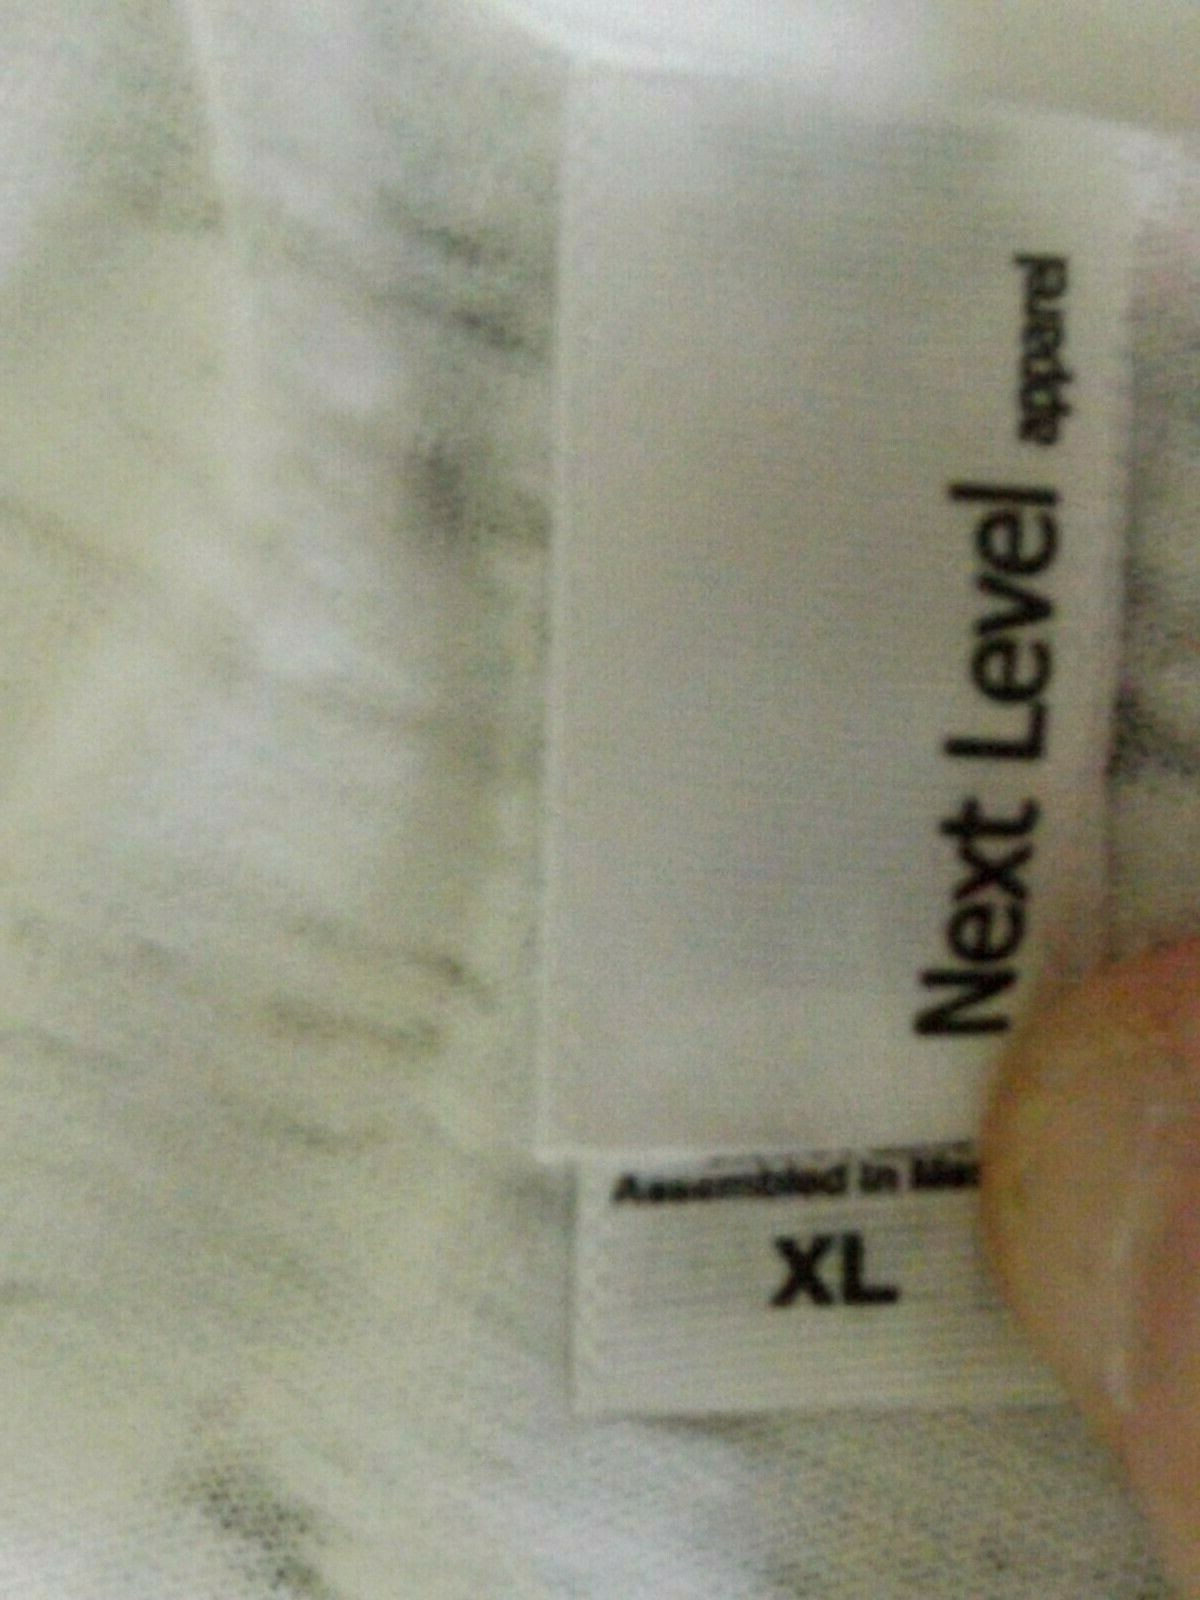 Next Level apparel
Assembled in
XL